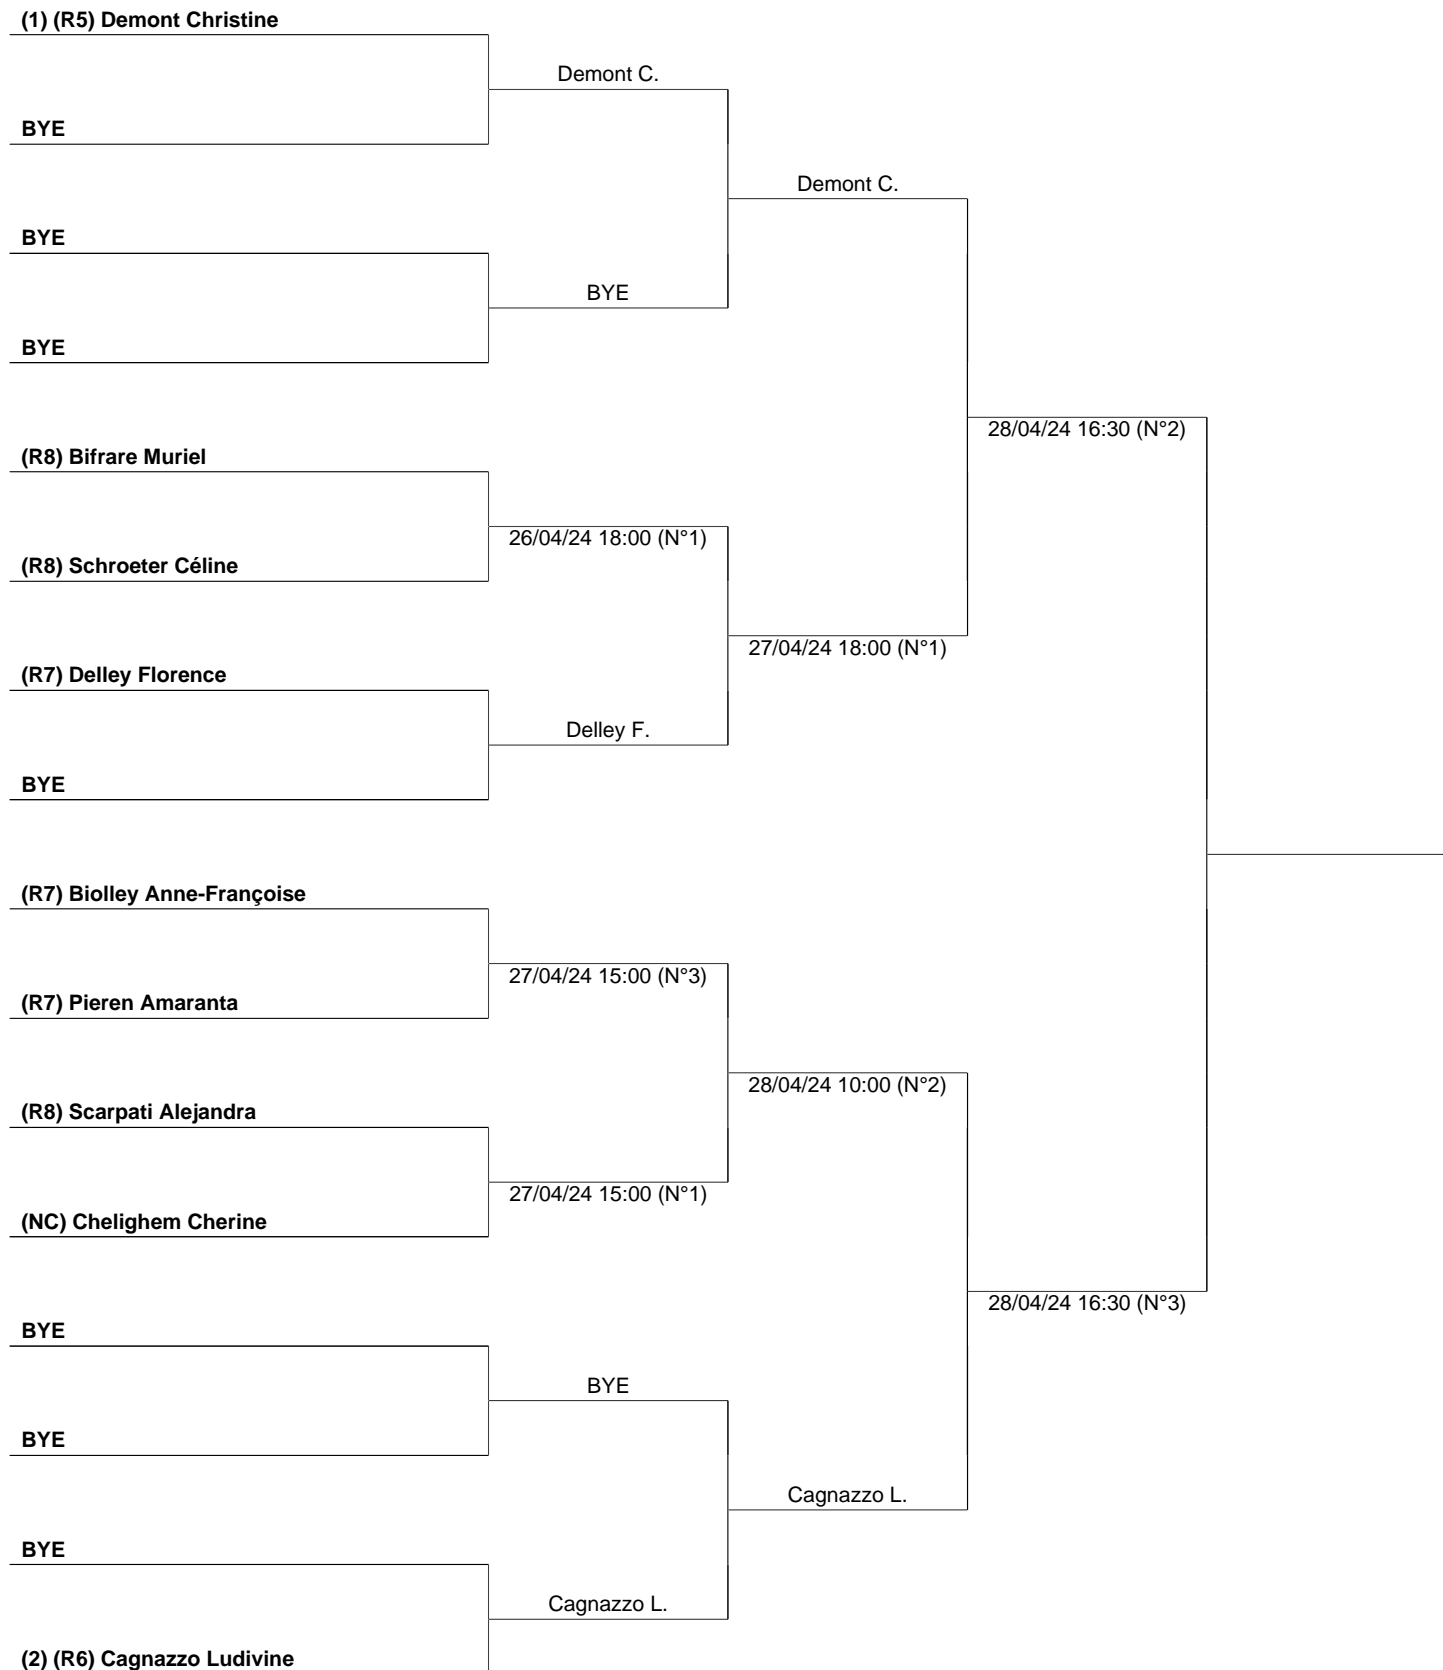 (1) (R5) Demont Christine
Demont C.
BYE
Demont C.
BYE
BYE
BYE
28/04/24 16:30 (N°2)
(R8) Bifrare Muriel
26/04/24 18:00 (N°1)
(R8) Schroeter Céline
27/04/24 18:00 (N°1)
(R7) Delley Florence
Delley F.
BYE
(R7) Biolley Anne-Françoise
27/04/24 15:00 (N°3)
(R7) Pieren Amaranta
28/04/24 10:00 (N°2)
(R8) Scarpati Alejandra
27/04/24 15:00 (N°1)
(NC) Chelighem Cherine
28/04/24 16:30 (N°3)
BYE
BYE
BYE
Cagnazzo L.
BYE
Cagnazzo L.
(2) (R6) Cagnazzo Ludivine